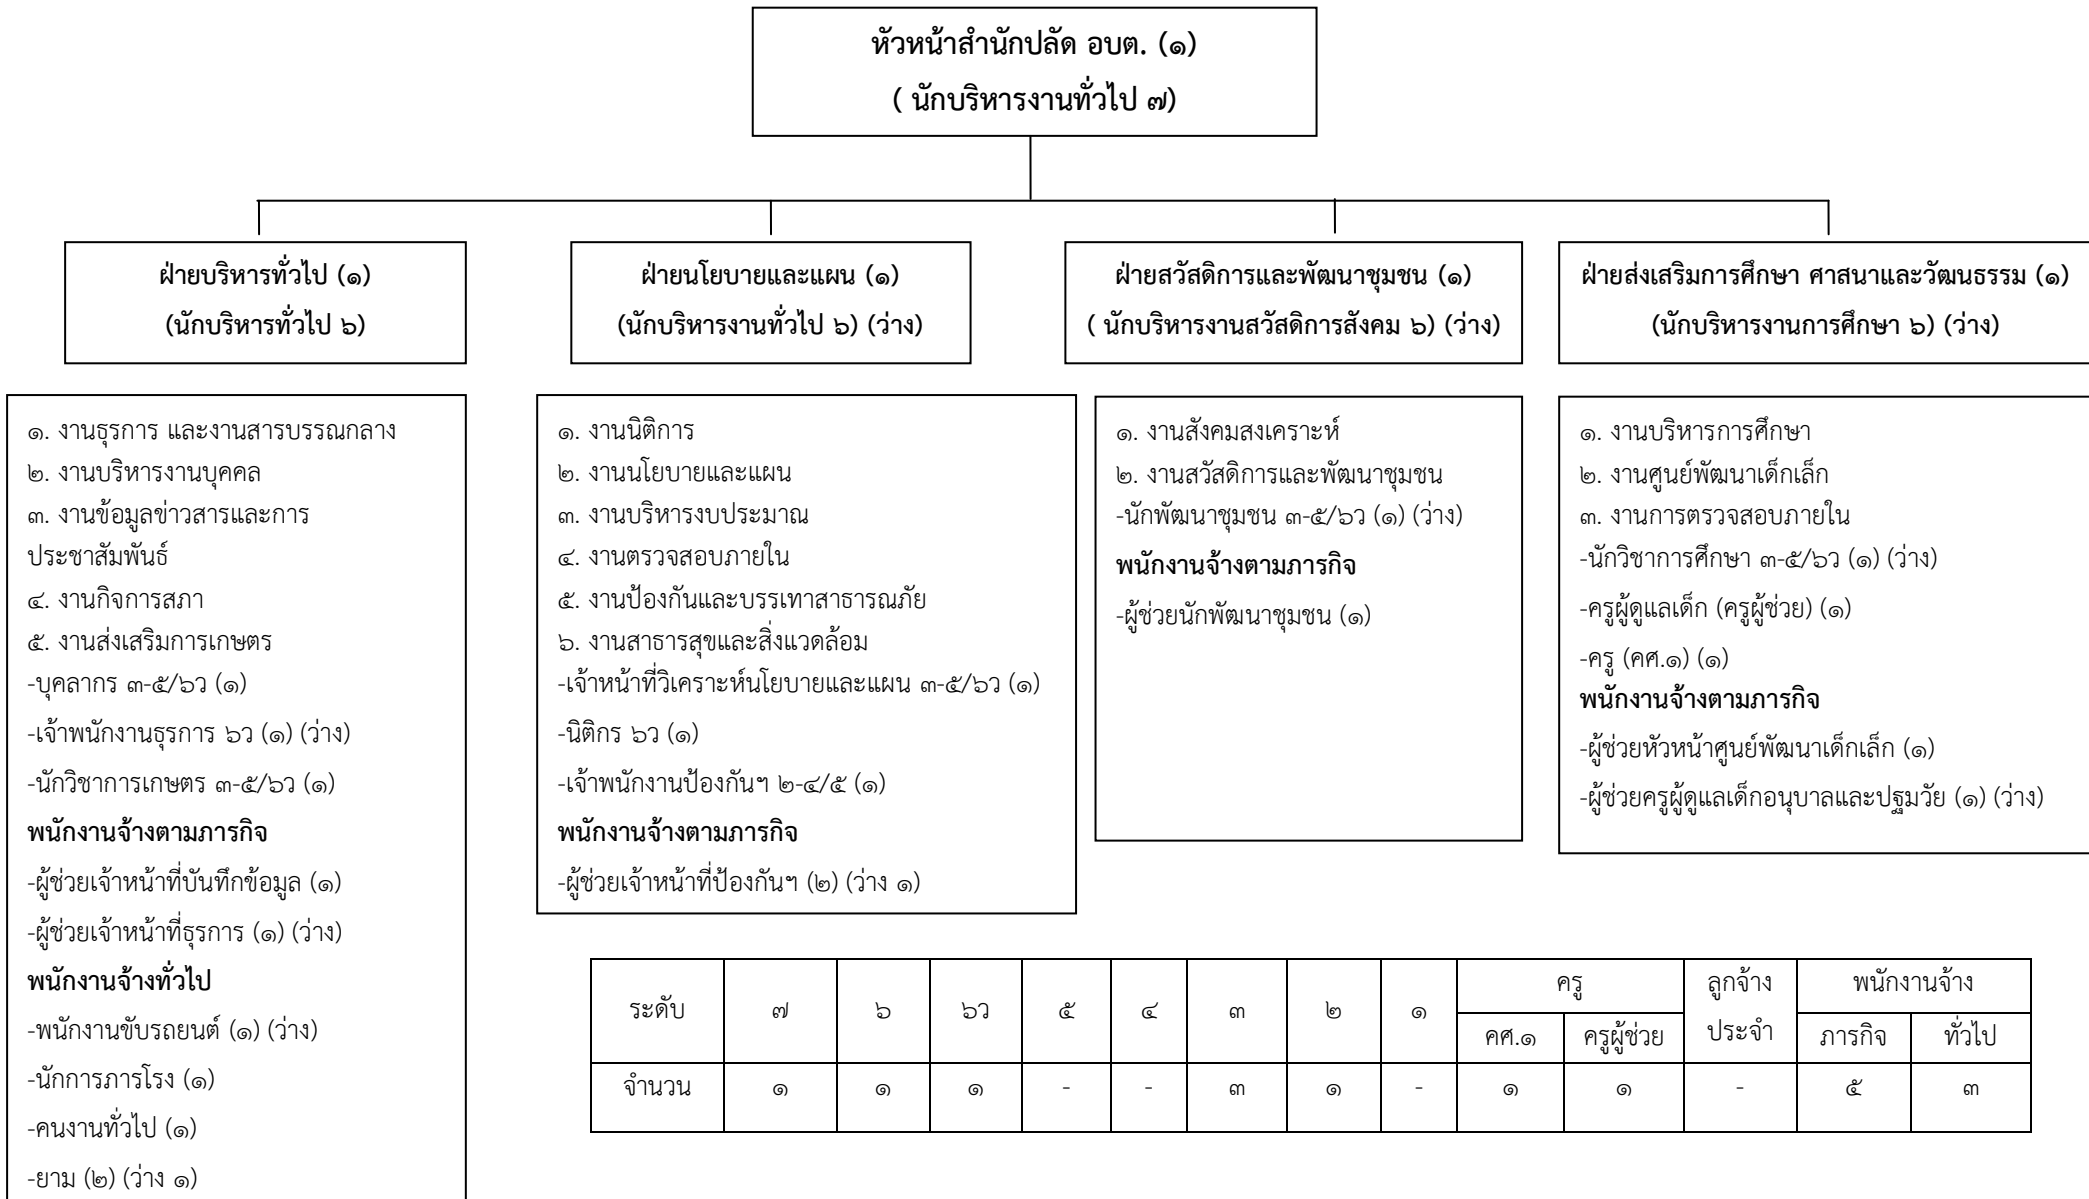 หัวหน้าสำนักปลัด อบต. (๑)
( นักบริหารงานทั่วไป ๗)
ฝ่ายบริหารทั่วไป (๑)
(นักบริหารทั่วไป ๖)
ฝ่ายนโยบายและแผน (๑)
(นักบริหารงานทั่วไป ๖) (ว่าง)
ฝ่ายสวัสดิการและพัฒนาชุมชน (๑)
( นักบริหารงานสวัสดิการสังคม ๖) (ว่าง)
ฝ่ายส่งเสริมการศึกษา ศาสนาและวัฒนธรรม (๑)
(นักบริหารงานการศึกษา ๖) (ว่าง)
๑. งานธุรการ และงานสารบรรณกลาง
๒. งานบริหารงานบุคคล
๓. งานข้อมูลข่าวสารและการ
ประชาสัมพันธ์
๔. งานกิจการสภา
๕. งานส่งเสริมการเกษตร
-บุคลากร ๓-๕/๖ว (๑)
-เจ้าพนักงานธุรการ ๖ว (๑) (ว่าง)
-นักวิชาการเกษตร ๓-๕/๖ว (๑)
พนักงานจ้างตามภารกิจ
-ผู้ช่วยเจ้าหน้าที่บันทึกข้อมูล (๑)
-ผู้ช่วยเจ้าหน้าที่ธุรการ (๑) (ว่าง)
พนักงานจ้างทั่วไป
-พนักงานขับรถยนต์ (๑) (ว่าง)
-นักการภารโรง (๑)
-คนงานทั่วไป (๑)
-ยาม (๒) (ว่าง ๑)
๑. งานนิติการ
๒. งานนโยบายและแผน
๓. งานบริหารงบประมาณ
๔. งานตรวจสอบภายใน
๕. งานป้องกันและบรรเทาสาธารณภัย
๖. งานสาธารสุขและสิ่งแวดล้อม
-เจ้าหน้าที่วิเคราะห์นโยบายและแผน ๓-๕/๖ว (๑)
-นิติกร ๖ว (๑)
-เจ้าพนักงานป้องกันฯ ๒-๔/๕ (๑)
พนักงานจ้างตามภารกิจ
-ผู้ช่วยเจ้าหน้าที่ป้องกันฯ (๒) (ว่าง ๑)
๑. งานสังคมสงเคราะห์
๒. งานสวัสดิการและพัฒนาชุมชน
-นักพัฒนาชุมชน ๓-๕/๖ว (๑) (ว่าง)
พนักงานจ้างตามภารกิจ
-ผู้ช่วยนักพัฒนาชุมชน (๑)
๑. งานบริหารการศึกษา
๒. งานศูนย์พัฒนาเด็กเล็ก
๓. งานการตรวจสอบภายใน
-นักวิชาการศึกษา ๓-๕/๖ว (๑) (ว่าง)
-ครูผู้ดูแลเด็ก (ครูผู้ช่วย) (๑)
-ครู (คศ.๑) (๑)
พนักงานจ้างตามภารกิจ
-ผู้ช่วยหัวหน้าศูนย์พัฒนาเด็กเล็ก (๑)
-ผู้ช่วยครูผู้ดูแลเด็กอนุบาลและปฐมวัย (๑) (ว่าง)
ระดับ ๗ ๖ ๖ว ๕ ๔ ๓ ๒ ๑ ครู ลูกจ้าง พนักงานจ้าง
คศ.๑ ครูผู้ช่วย ประจำ ภารกิจ ทั่วไป
จำนวน ๑ ๑ ๑ - - ๓ ๑ - ๑ ๑ - ๕ ๓